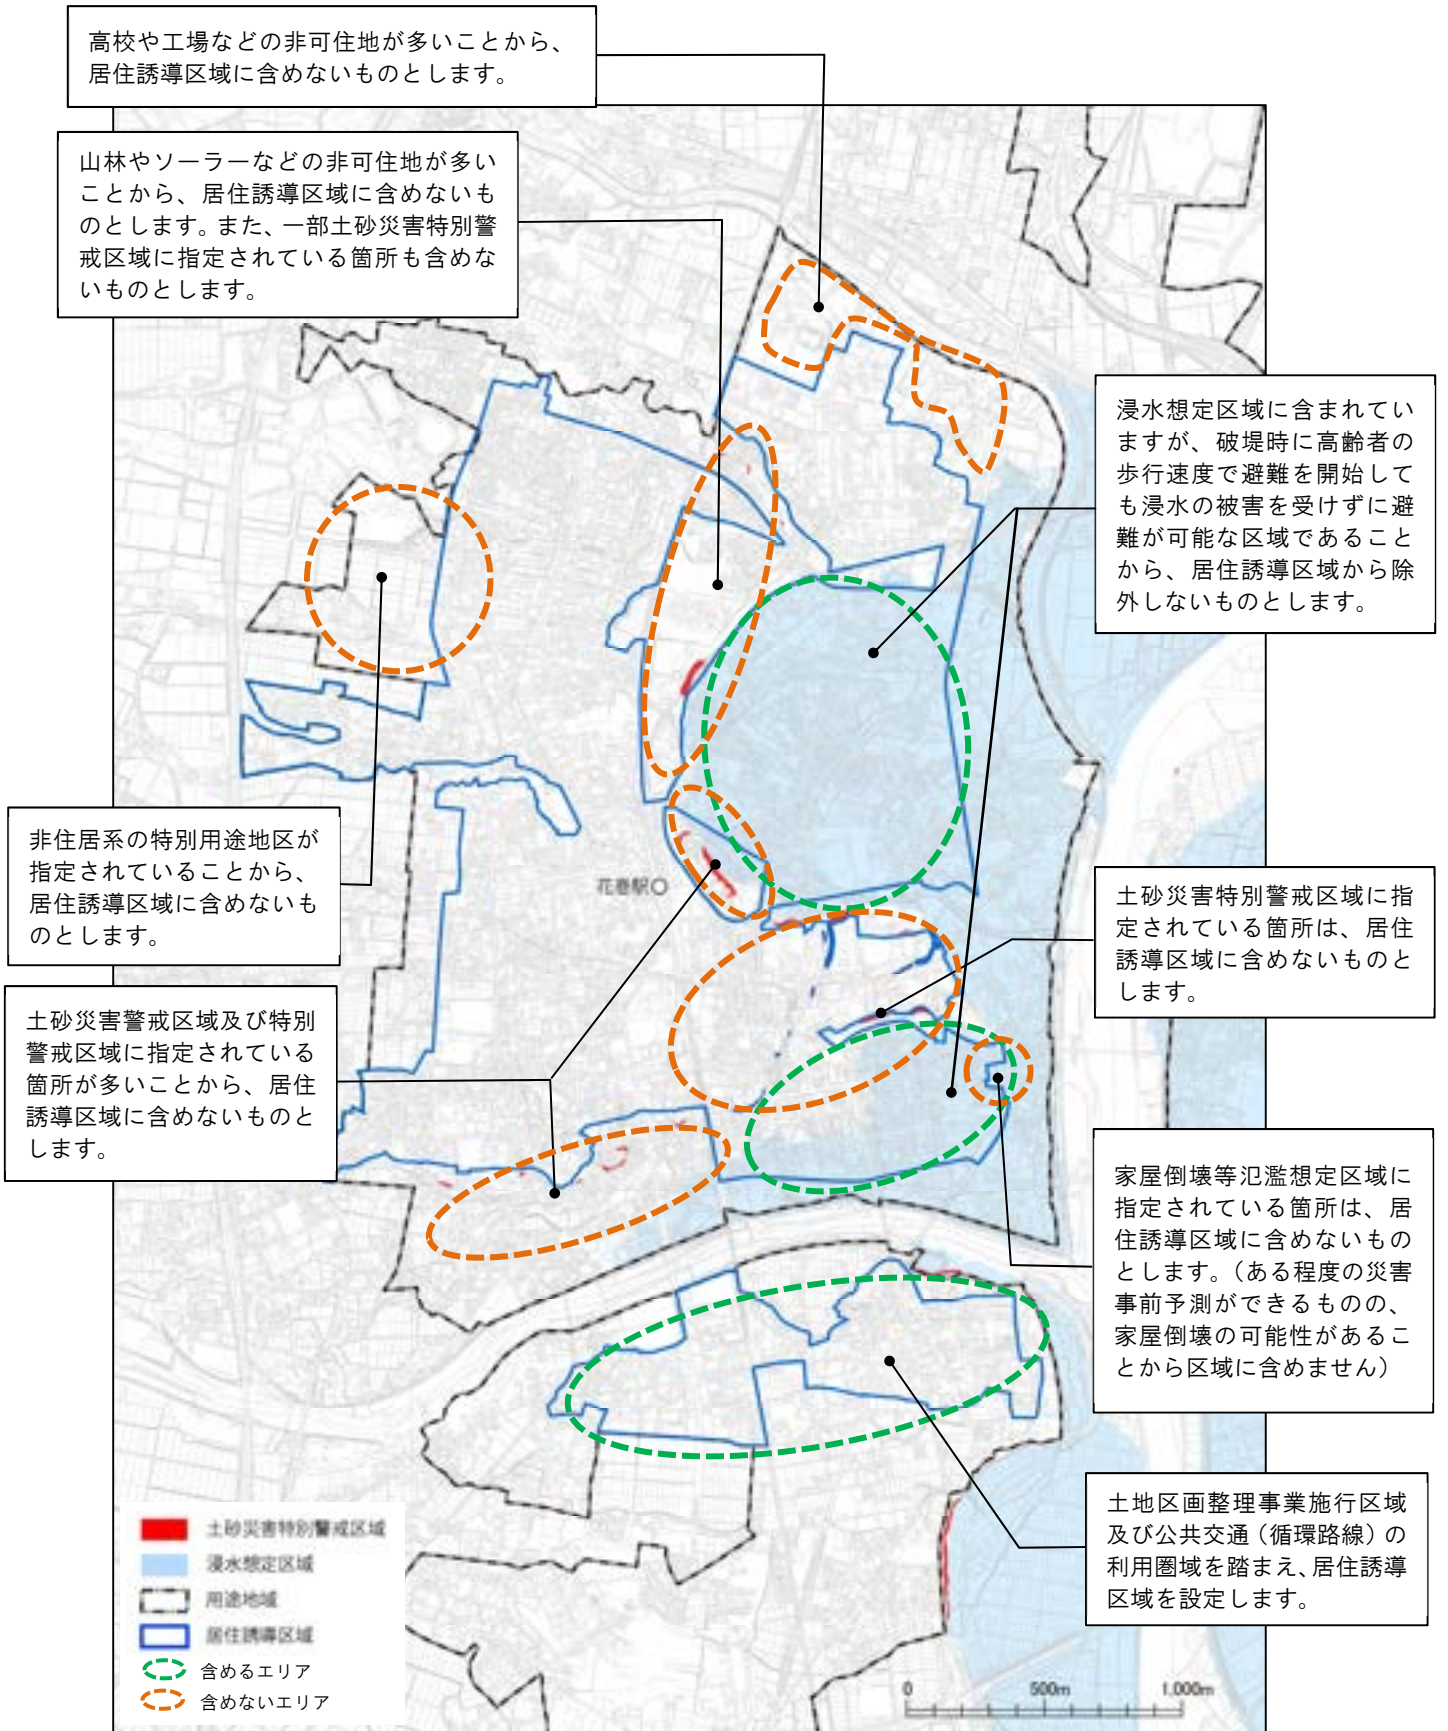 高校や工場などの非可住地が多いことから、
居住誘導区域に含めないものとします。
山林やソーラーなどの非可住地が多い
ことから、居住誘導区域に含めないも
のとします。また、一部土砂災害特別警
戒区域に指定されている箇所も含めな
いものとします。
浸水想定区域に含まれてい
ますが、破堤時に高齢者の
歩行速度で避難を開始して
も浸水の被害を受けずに避
難が可能な区域であること
から、居住誘導区域から除
外しないものとします。
非住居系の特別用途地区が
指定されていることから、
居住誘導区域に含めないも
のとします。
花巻駅
土砂災害特別警戒区域に指
定されている箇所は、居住
誘導区域に含めないものと
します。
土砂災害警戒区域及び特別
警戒区域に指定されている
箇所が多いことから、居住
誘導区域に含めないものと
します。
家屋倒壊等氾濫想定区域に
指定されている箇所は、居
住誘導区域に含めないもの
とします。（ある程度の災害
事前予測ができるものの、
家屋倒壊の可能性があるこ
とから区域に含めません）
土地区画整理事業施行区域
及び公共交通（循環路線）の
利用圏域を踏まえ、居住誘導
区域を設定します。
土砂災害特別警戒区域
浸水想定区域
用途地域
居住誘導区域
含めるエリア
含めないエリア
0 500m 1,000m